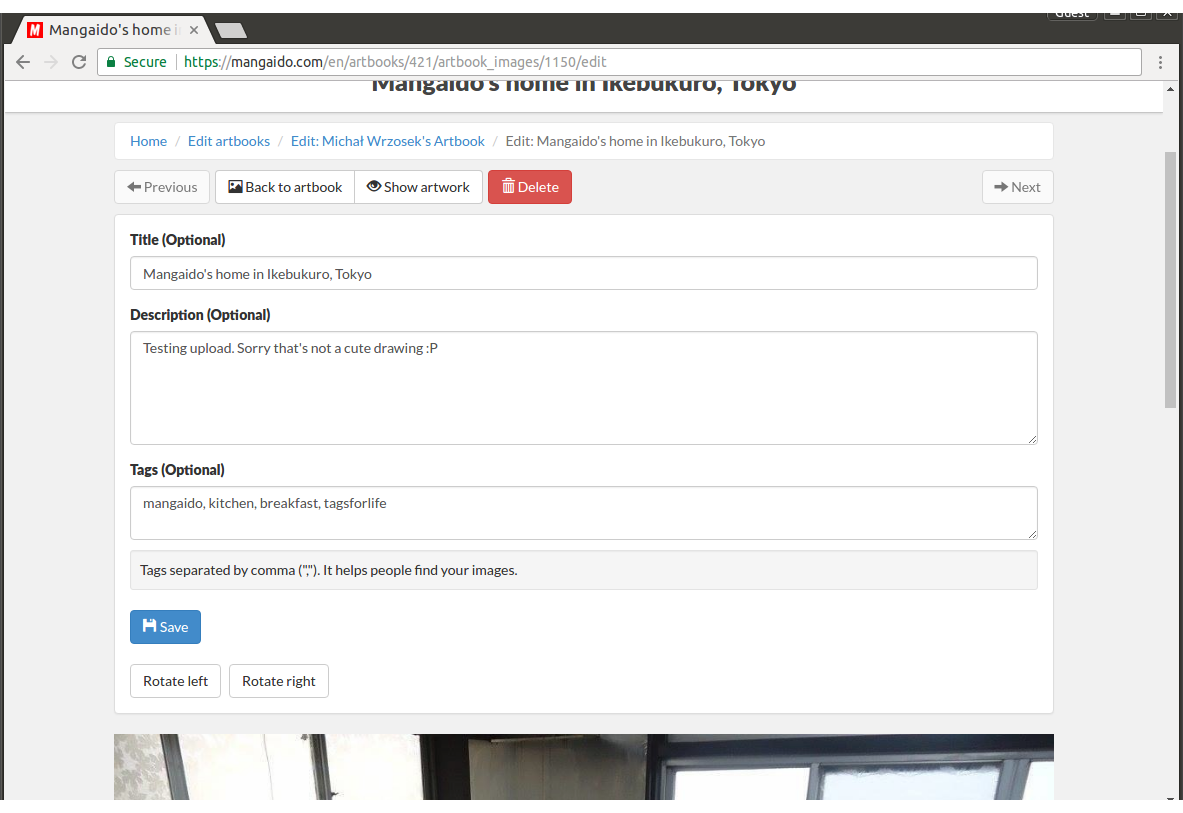 Guest
M Mangaido's home i
Secure https://mangaido.com/en/artbooks/421/artbook_images/1150/edit
Mangaido's home in Ikebukuro, Tokyo
Home / Edit artbooks / Edit: Michał Wrzosek's Artbook / Edit: Mangaido's home in Ikebukuro, Tokyo
Previous Back to artbook Show artwork Delete Next
Title (Optional)
Mangaido's home in Ikebukuro, Tokyo
Description (Optional)
Testing upload. Sorry that's not a cute drawing :P
Tags (Optional)
mangaido, kitchen, breakfast, tagsforlife
Tags separated by comma (","). It helps people find your images.
Save
Rotate left Rotate right